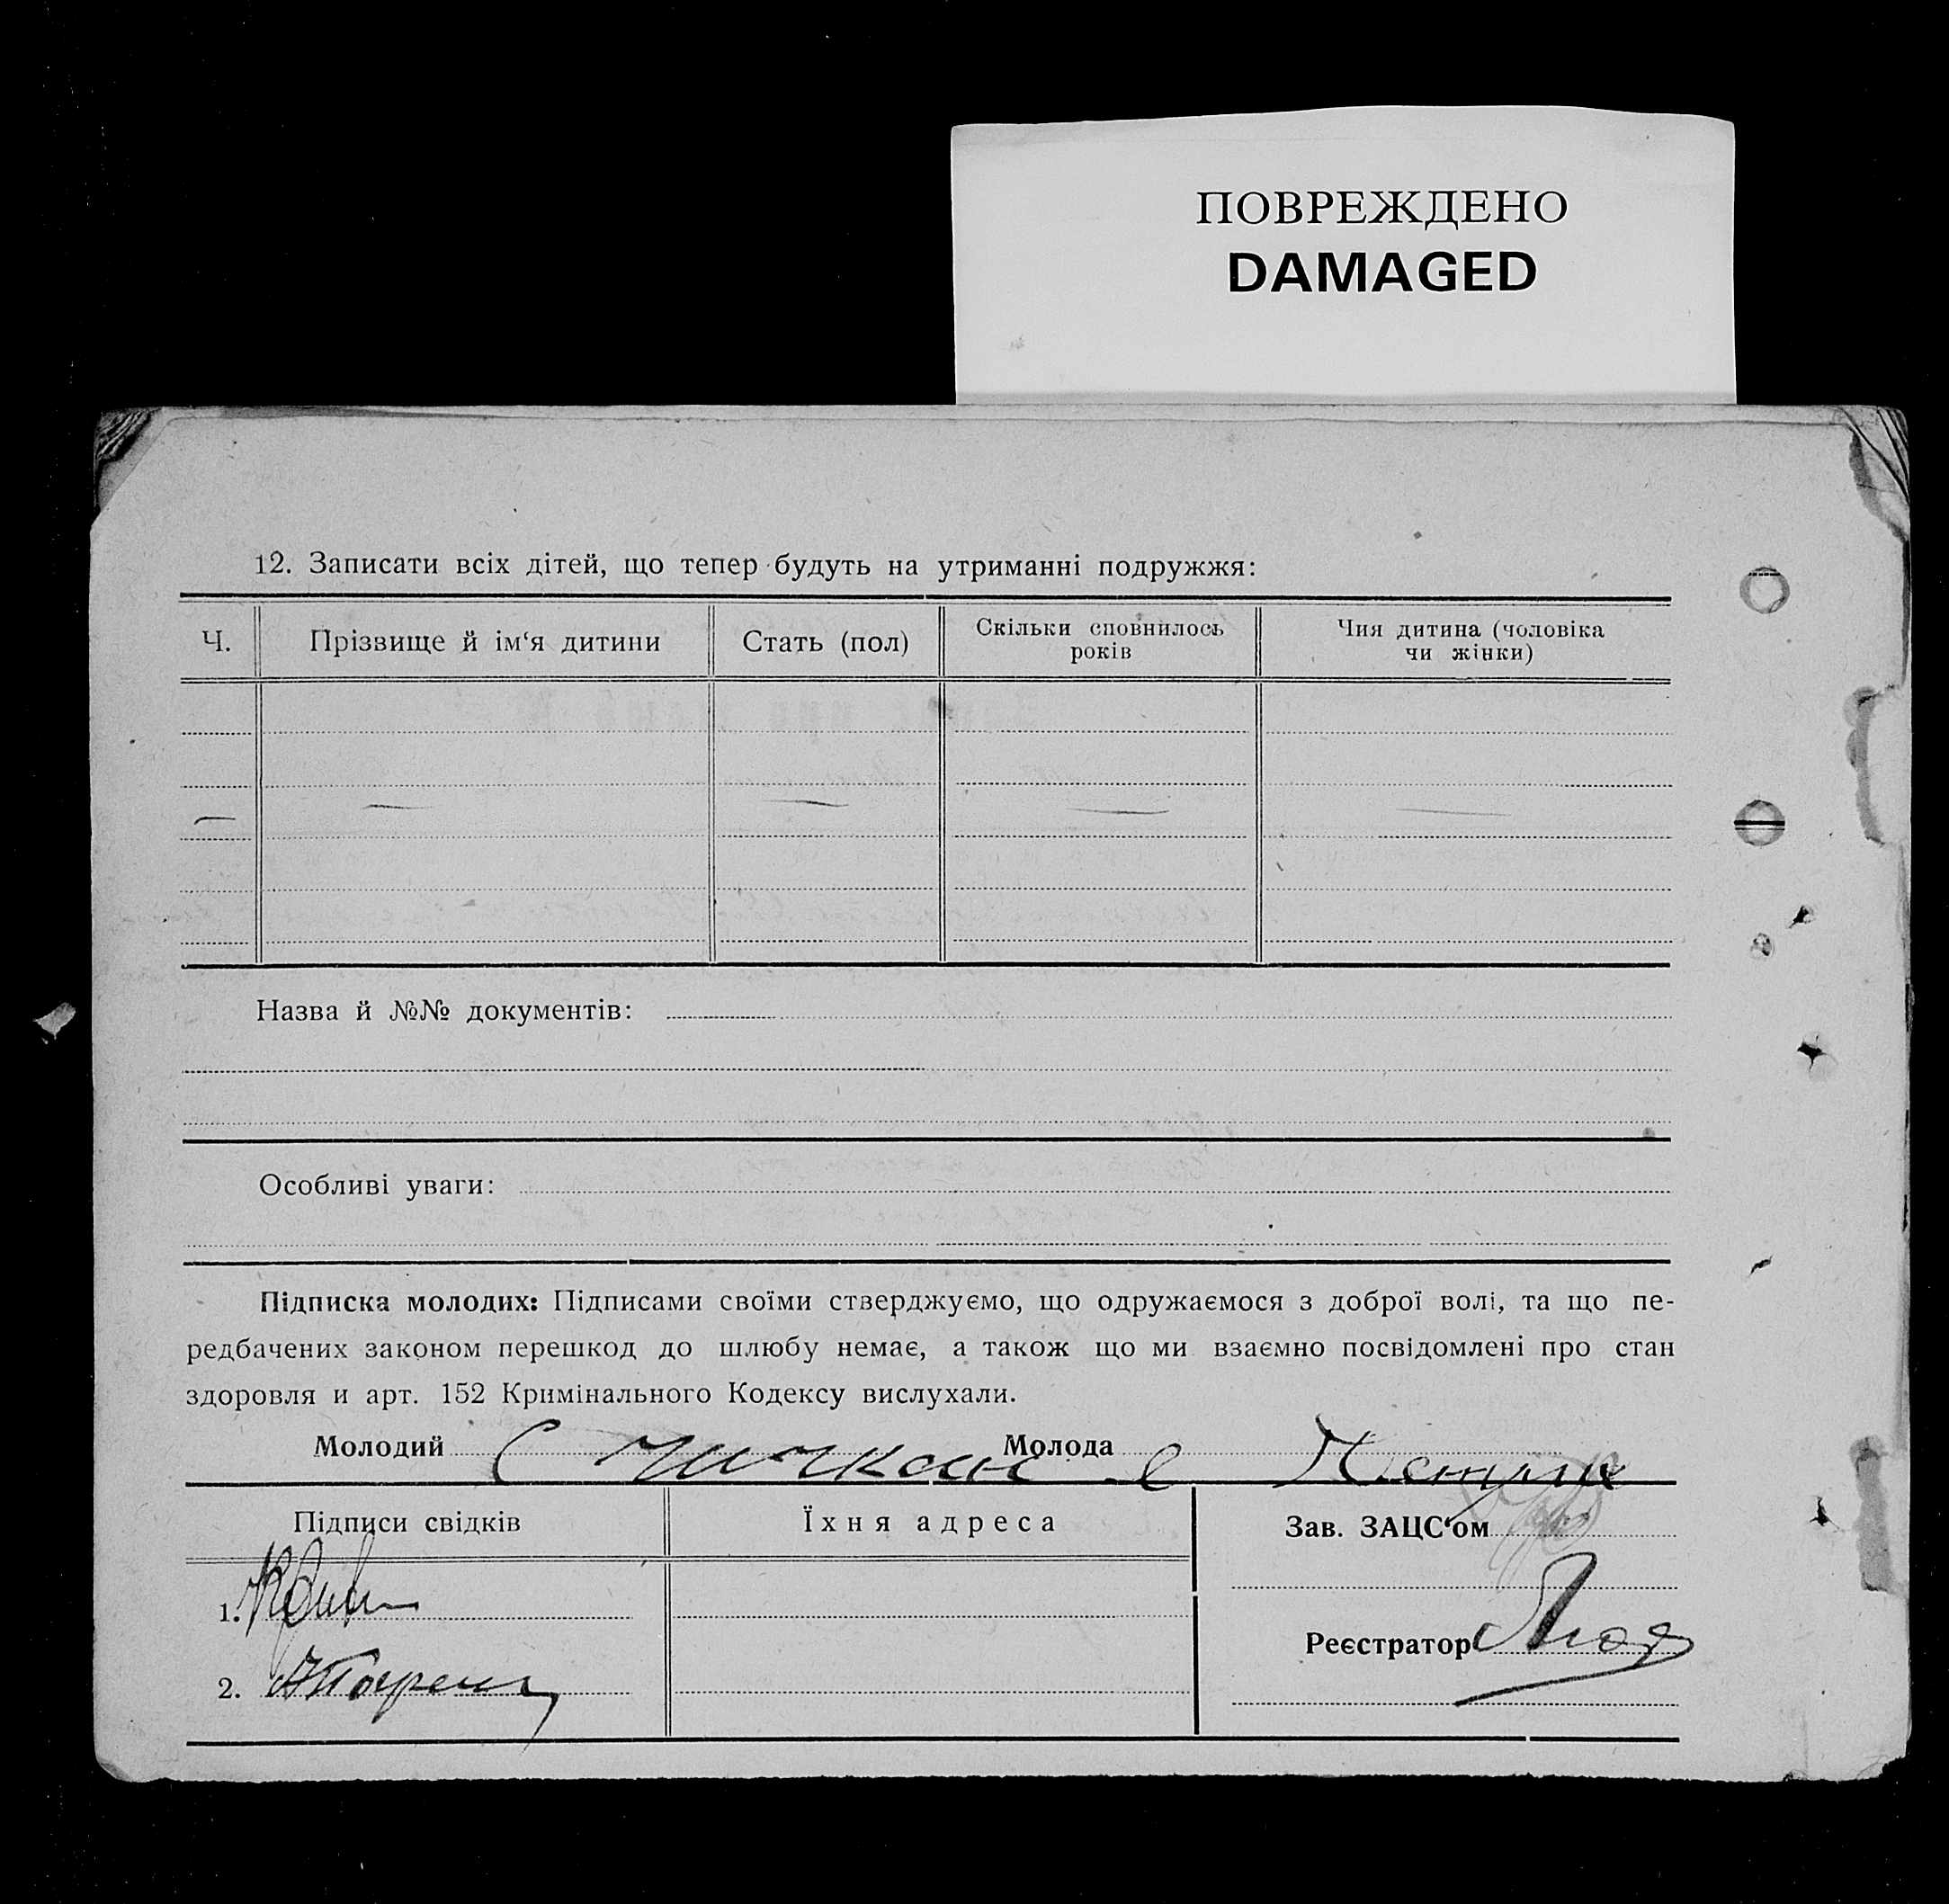 ПОВРЕЖДЕНО
DAMAGED
12. Записати всіх дітей, що тепер будуть на утриманні подружжя:
Ч.
Прізвище й ім‘я дитини
Стать (пол)
Скільки сповнилось
років
Чия дитина (чоловіка
чи жінки)
Назва й №№ документів:
Особливі уваги:
Підписка молодих: Підписами своїми стверджуємо, що одружаємося з доброї волі, та що пе-
редбачених законом перешкод до шлюбу немає, а також що ми взаємно посвідомлені про стан
здоровля и арт. 152 Кримінального Кодексу вислухали.
Молодий
Молода
Підписи свідків
Їхня адреса
Зав. ЗАЦС‘ом
1.
Реєстратор
2.